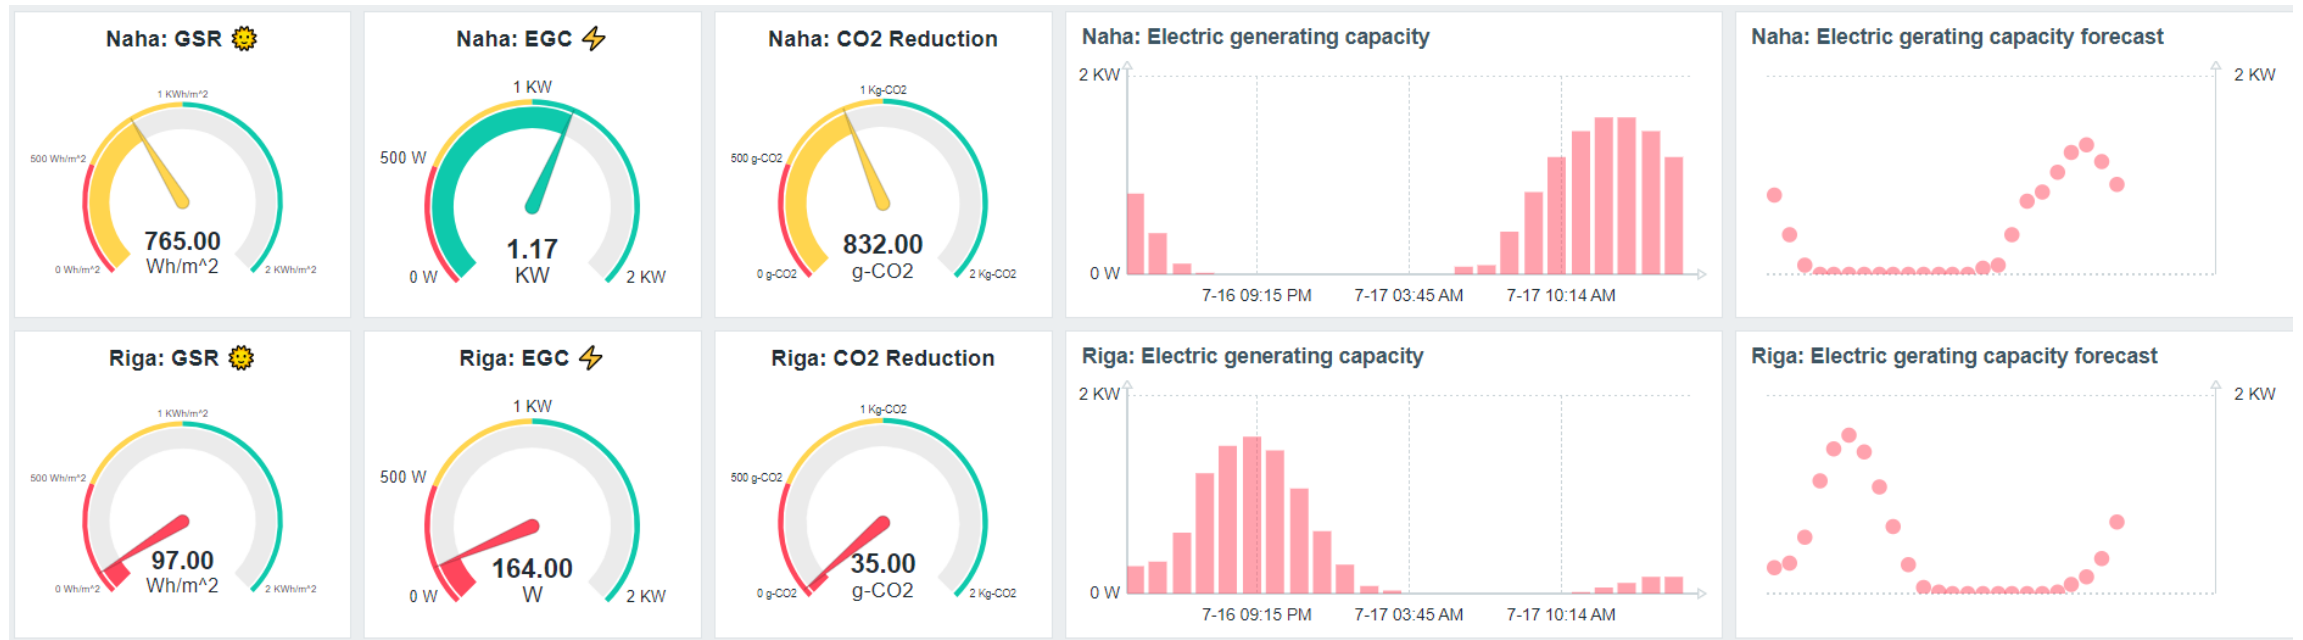 Naha: GSR 🌞
1 KWh/m^2
500 Wh/m^2
765.00
Wh/m^2
0 Wh/m^2
2 KWh/m^2
Naha: EGC ⚡
1 KW
500 W
1.17
KW
0 W
2 KW
Naha: CO2 Reduction
1 Kg-CO2
500 g-CO2
832.00
g-CO2
0 g-CO2
2 Kg-CO2
Naha: Electric generating capacity
2 KW
0 W
7-16 09:15 PM
7-17 03:45 AM
7-17 10:14 AM
Naha: Electric gerating capacity forecast
2 KW
Riga: GSR 🌞
1 KWh/m^2
500 Wh/m^2
97.00
Wh/m^2
0 Wh/m^2
2 KWh/m^2
Riga: EGC ⚡
1 KW
500 W
164.00
W
0 W
2 KW
Riga: CO2 Reduction
1 Kg-CO2
500 g-CO2
35.00
g-CO2
0 g-CO2
2 Kg-CO2
Riga: Electric generating capacity
2 KW
0 W
7-16 09:15 PM
7-17 03:45 AM
7-17 10:14 AM
Riga: Electric gerating capacity forecast
2 KW